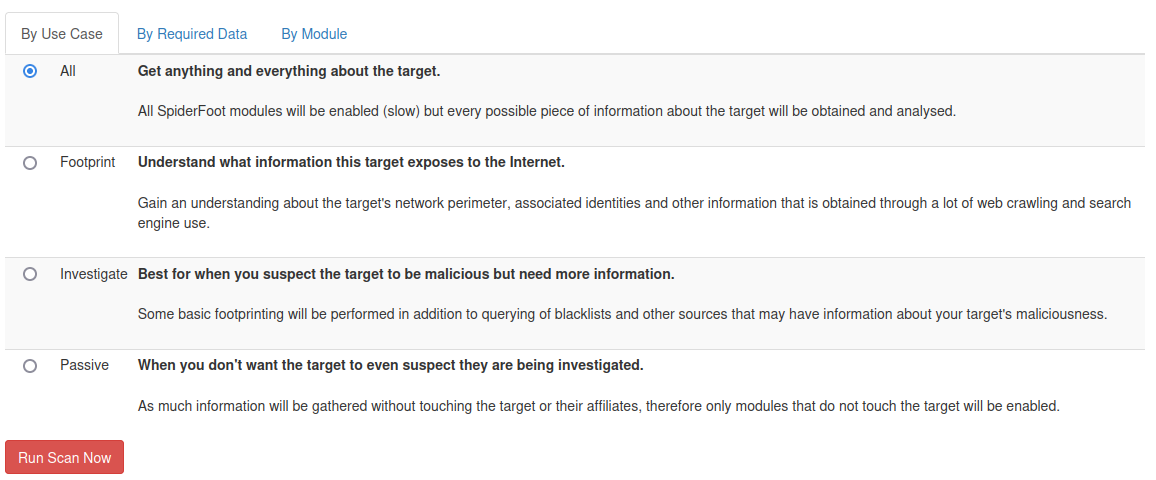 By Use Case By Required Data By Module
All Get anything and everything about the target.
All SpiderFoot modules will be enabled (slow) but every possible piece of information about the target will be obtained and analysed.
Footprint Understand what information this target exposes to the Internet.
Gain an understanding about the target's network perimeter, associated identities and other information that is obtained through a lot of web crawling and search
engine use.
Investigate Best for when you suspect the target to be malicious but need more information.
Some basic footprinting will be performed in addition to querying of blacklists and other sources that may have information about your target's maliciousness.
Passive When you don't want the target to even suspect they are being investigated.
As much information will be gathered without touching the target or their affiliates, therefore only modules that do not touch the target will be enabled.
Run Scan Now